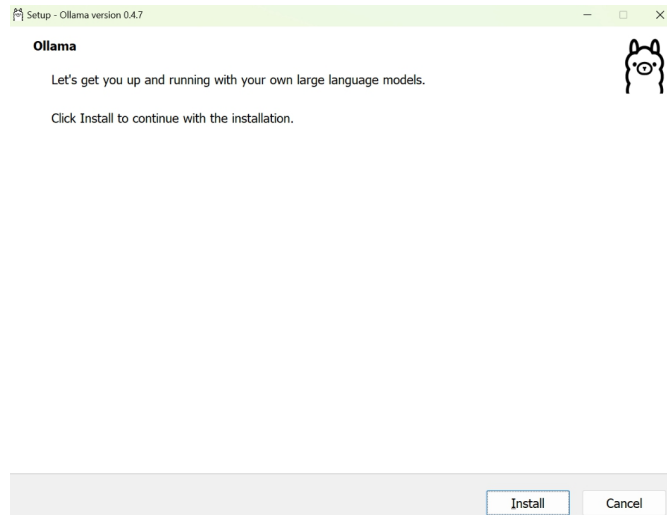 Setup - Ollama version 0.4.7
Ollama
Let's get you up and running with your own large language models.
Click Install to continue with the installation.
Install
Cancel